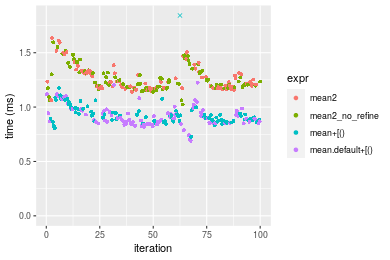 time (ms)
1.5
1.0
0.5
0.0
0
25
50
75
100
iteration
expr
mean2
mean2_no_refine
mean+[()
mean.default+[()